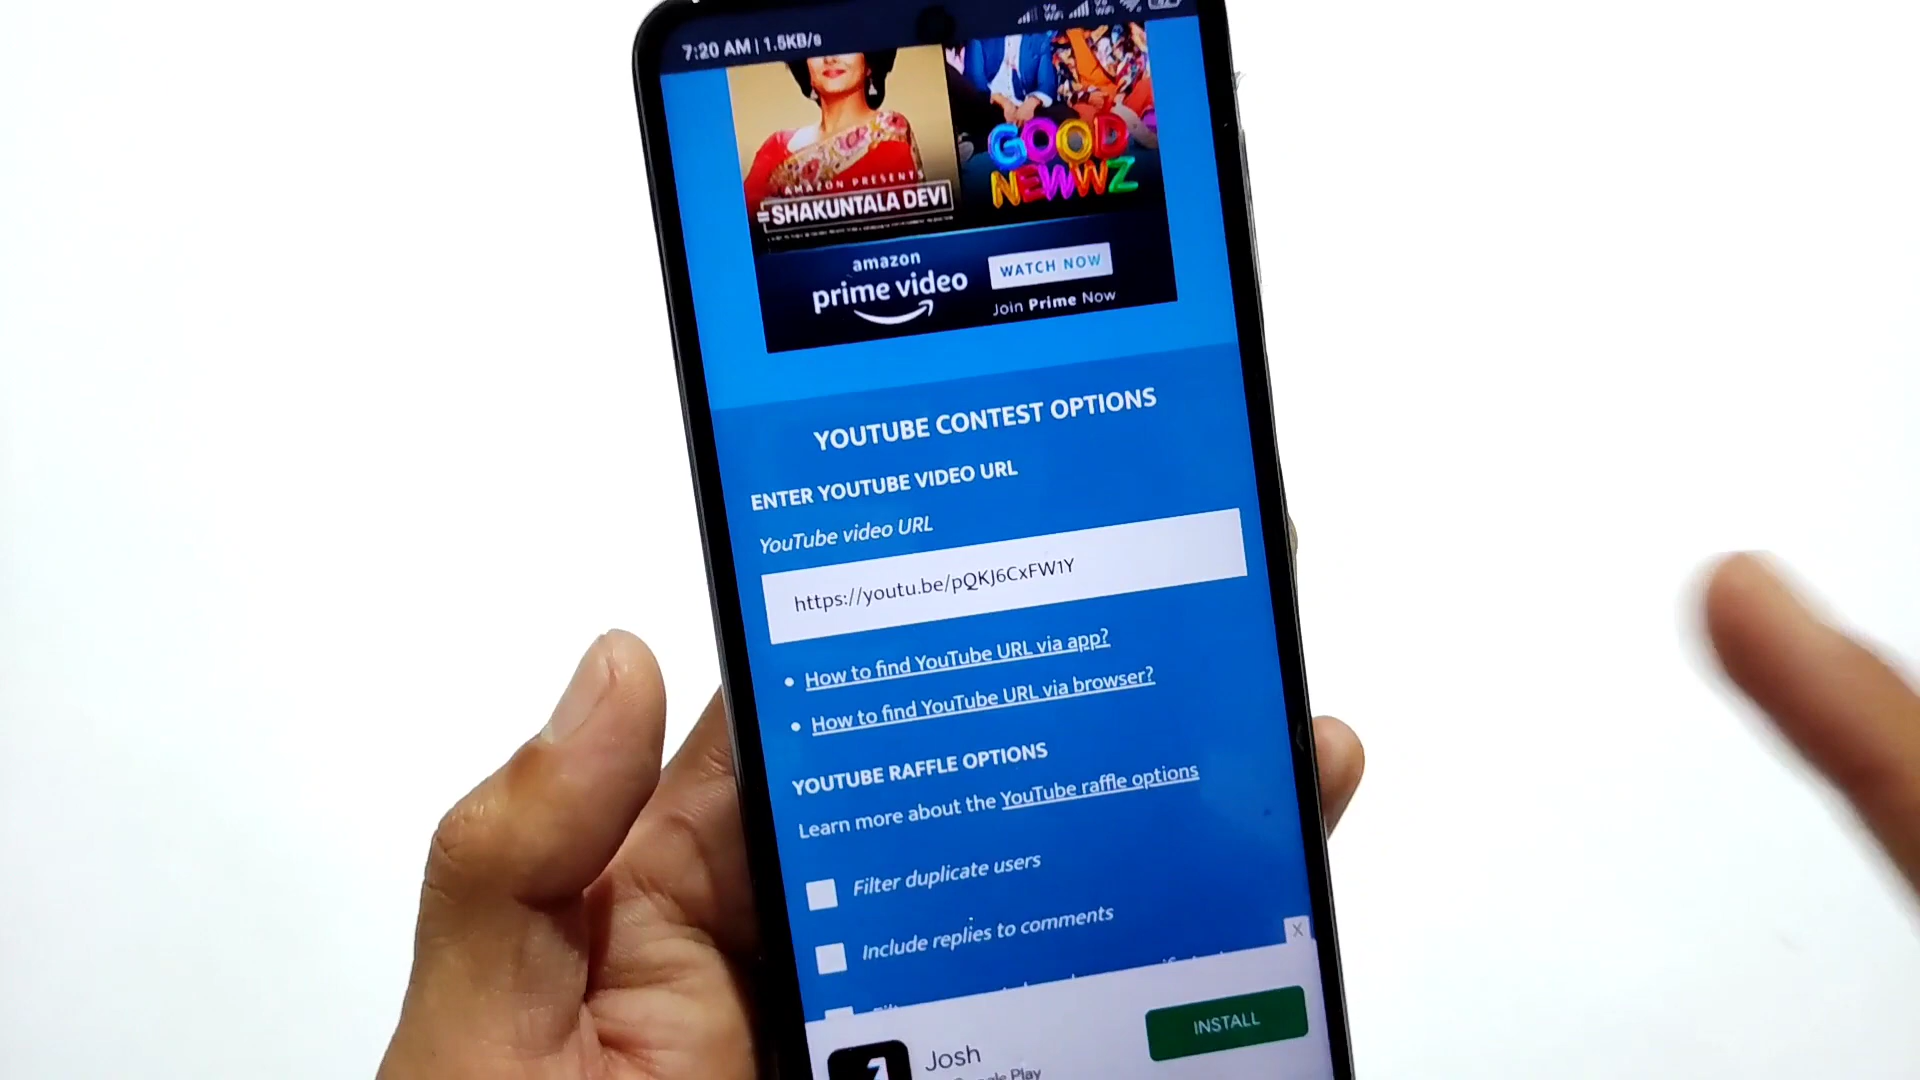 7:20 AM | 1.5KB/s
AMAZON PRESENTS
SHAKUNTALA DEVI
GOOD
NEWWZ
amazon
prime video
WATCH NOW
Join Prime Now
YOUTUBE CONTEST OPTIONS
ENTER YOUTUBE VIDEO URL
YouTube video URL
https://youtu.be/pQKJ6CxFW1Y
• How to find YouTube URL via app?
• How to find YouTube URL via browser?
YOUTUBE RAFFLE OPTIONS
Learn more about the YouTube raffle options
Filter duplicate users
Include replies to comments
X
Josh
Play
INSTALL